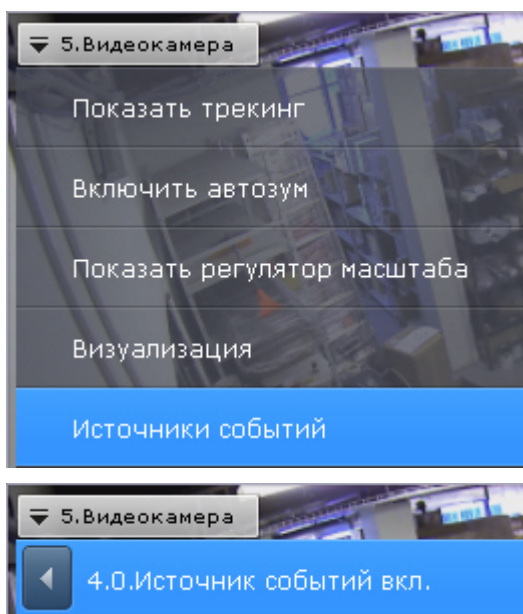 5.Видеокамера
Показать трекинг
Включить автозум
Показать регулятор масштаба
Визуализация
Источники событий
5.Видеокамера
4.0.Источник событий вкл.